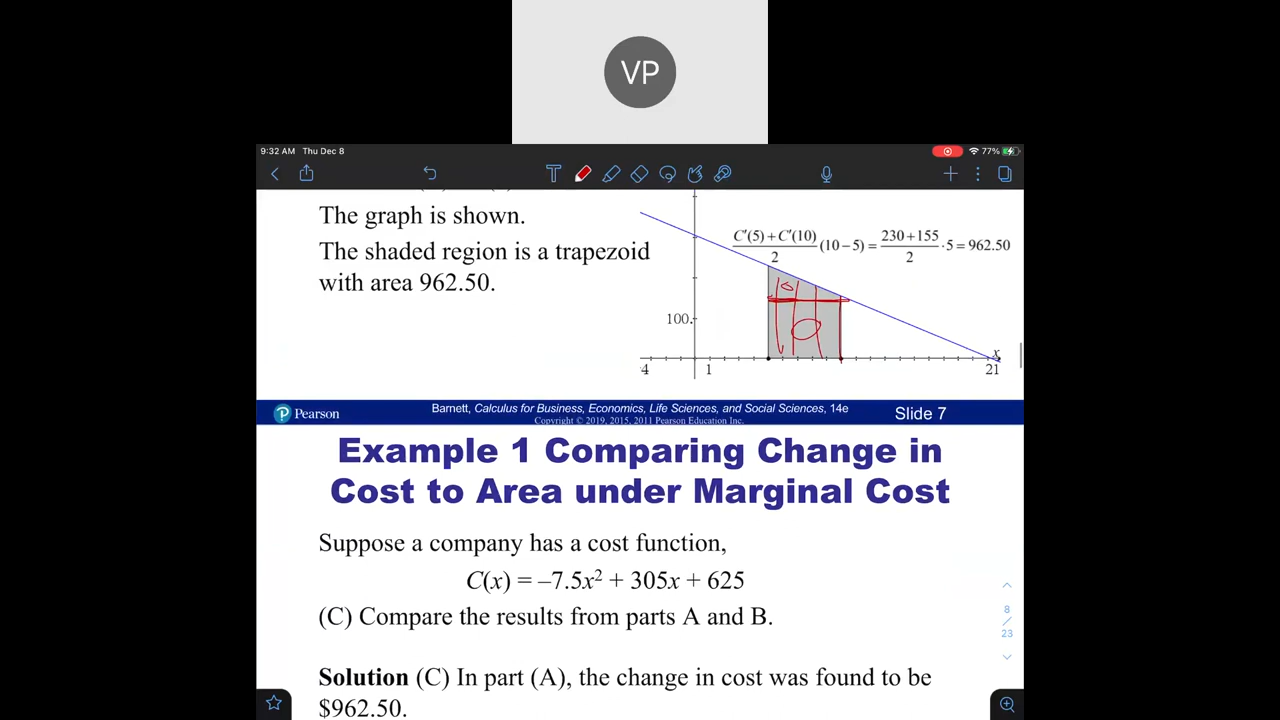 VP
9:32 AM Thu Dec 8
77%
T
The graph is shown.
The shaded region is a trapezoid
with area 962.50.
C′(5) + C′(10)
2
(10 − 5) = 230 + 155
2
· 5 = 962.50
100.
x
4
1
21
Pearson
Barnett, Calculus for Business, Economics, Life Sciences, and Social Sciences, 14e
Copyright © 2019, 2015, 2011 Pearson Education Inc.
Slide 7
Example 1 Comparing Change in
Cost to Area under Marginal Cost
Suppose a company has a cost function,
C(x) = –7.5x² + 305x + 625
(C) Compare the results from parts A and B.
8
/
23
Solution (C) In part (A), the change in cost was found to be
$962.50.